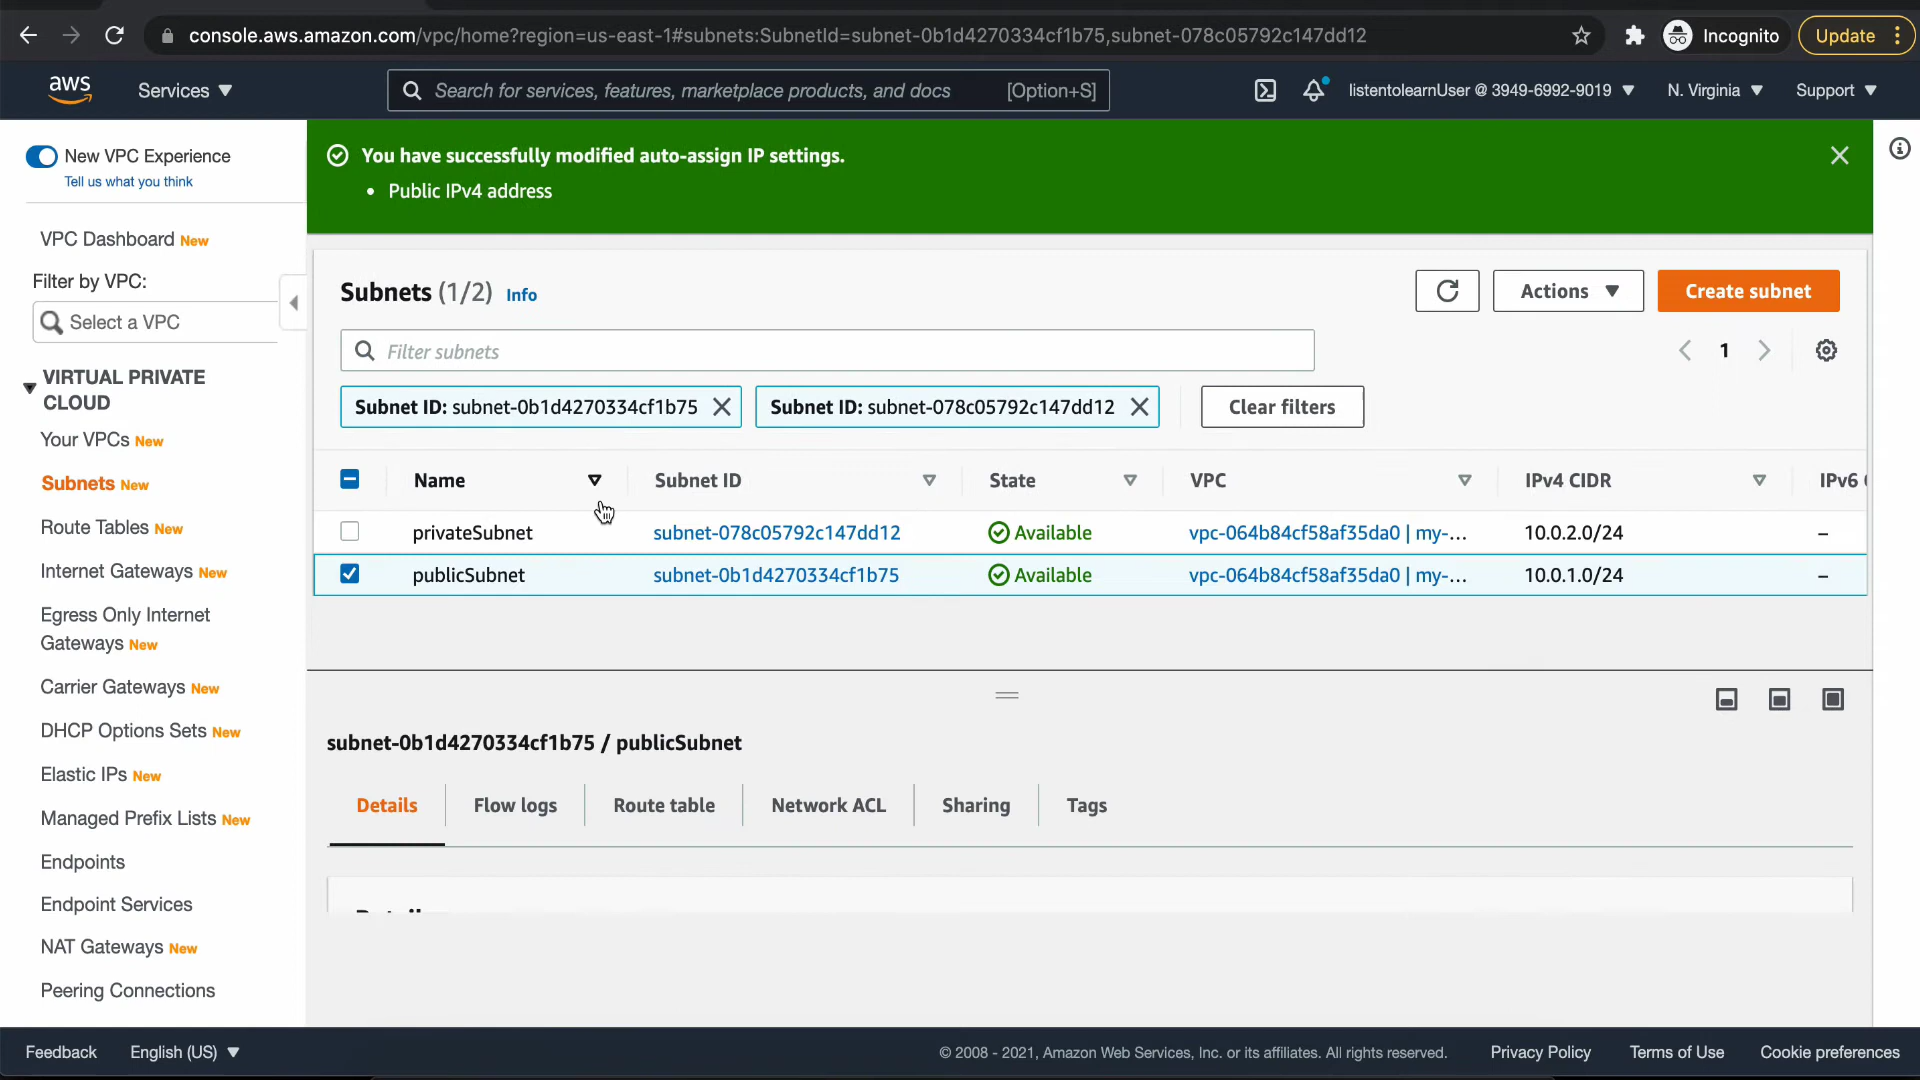 console.aws.amazon.com/vpc/home?region=us-east-1#subnets:SubnetId=subnet-0b1d4270334cf1b75,subnet-078c05792c147dd12
Incognito
Update
aws
Services
Search for services, features, marketplace products, and docs [Option+S]
listentolearnUser @ 3949-6992-9019
N. Virginia
Support
New VPC Experience
Tell us what you think
VPC Dashboard New
Filter by VPC:
Select a VPC
VIRTUAL PRIVATE
CLOUD
Your VPCs New
Subnets New
Route Tables New
Internet Gateways New
Egress Only Internet
Gateways New
Carrier Gateways New
DHCP Options Sets New
Elastic IPs New
Managed Prefix Lists New
Endpoints
Endpoint Services
NAT Gateways New
Peering Connections
You have successfully modified auto-assign IP settings.
• Public IPv4 address
Subnets (1/2) Info
Actions
Create subnet
Filter subnets
1
Subnet ID: subnet-0b1d4270334cf1b75
Subnet ID: subnet-078c05792c147dd12
Clear filters
Name Subnet ID State VPC IPv4 CIDR IPv6
privateSubnet subnet-078c05792c147dd12 Available vpc-064b84cf58af35da0 | my-... 10.0.2.0/24 –
publicSubnet subnet-0b1d4270334cf1b75 Available vpc-064b84cf58af35da0 | my-... 10.0.1.0/24 –
subnet-0b1d4270334cf1b75 / publicSubnet
Details Flow logs Route table Network ACL Sharing Tags
Feedback English (US)
© 2008 - 2021, Amazon Web Services, Inc. or its affiliates. All rights reserved. Privacy Policy Terms of Use Cookie preferences